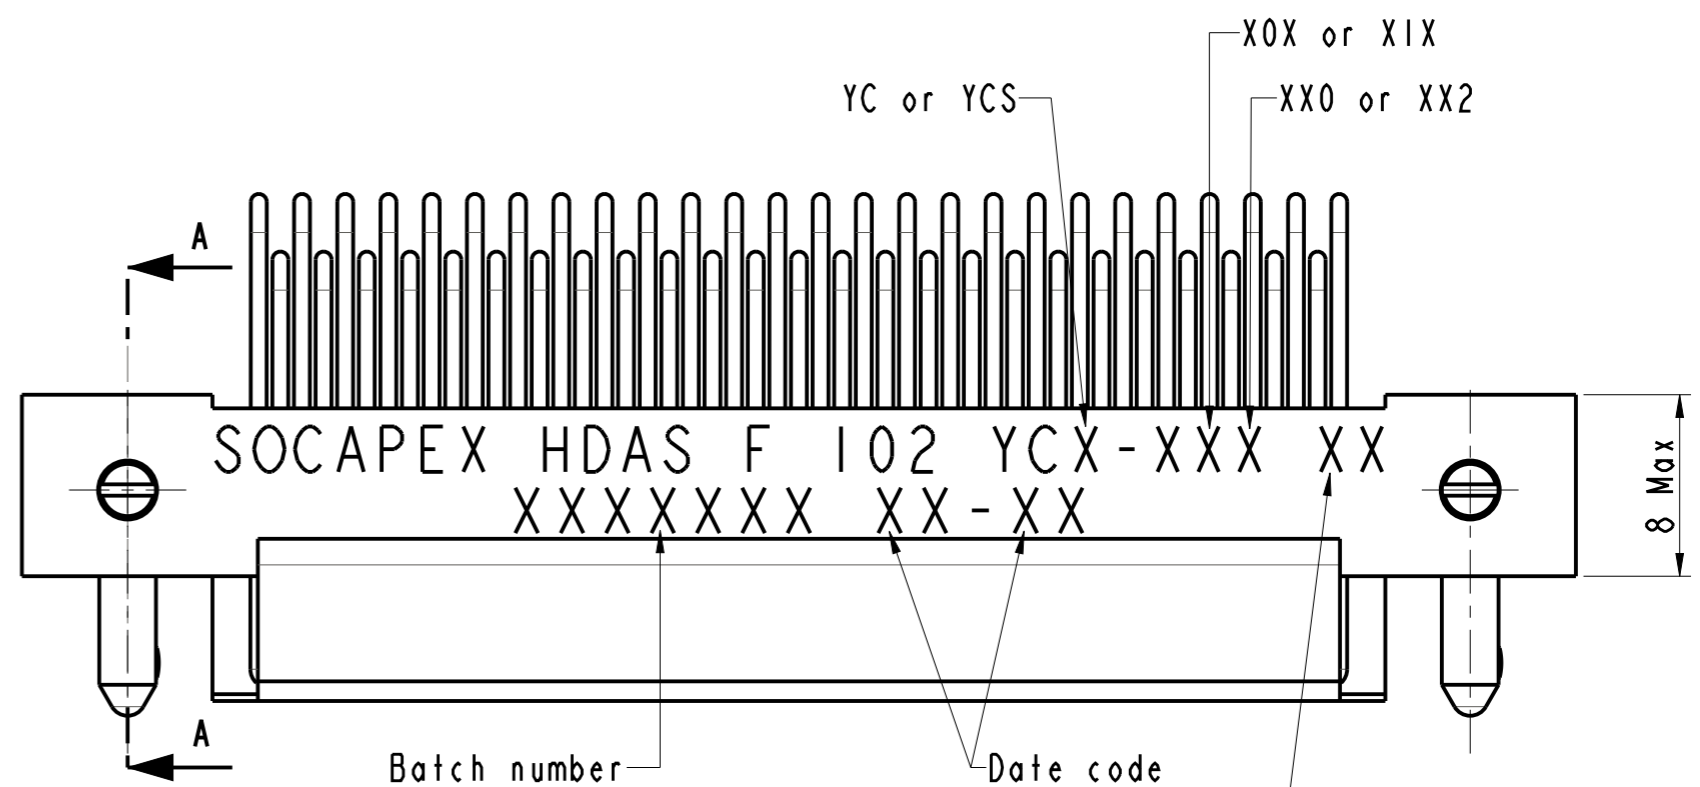 X0X or X1X
YC or YCS
XX0 or XX2
A
SOCAPEX HDAS F 102 YCX-XXX XX
8 Max
XXXXXXX XX-XX
A
Batch number
Date code